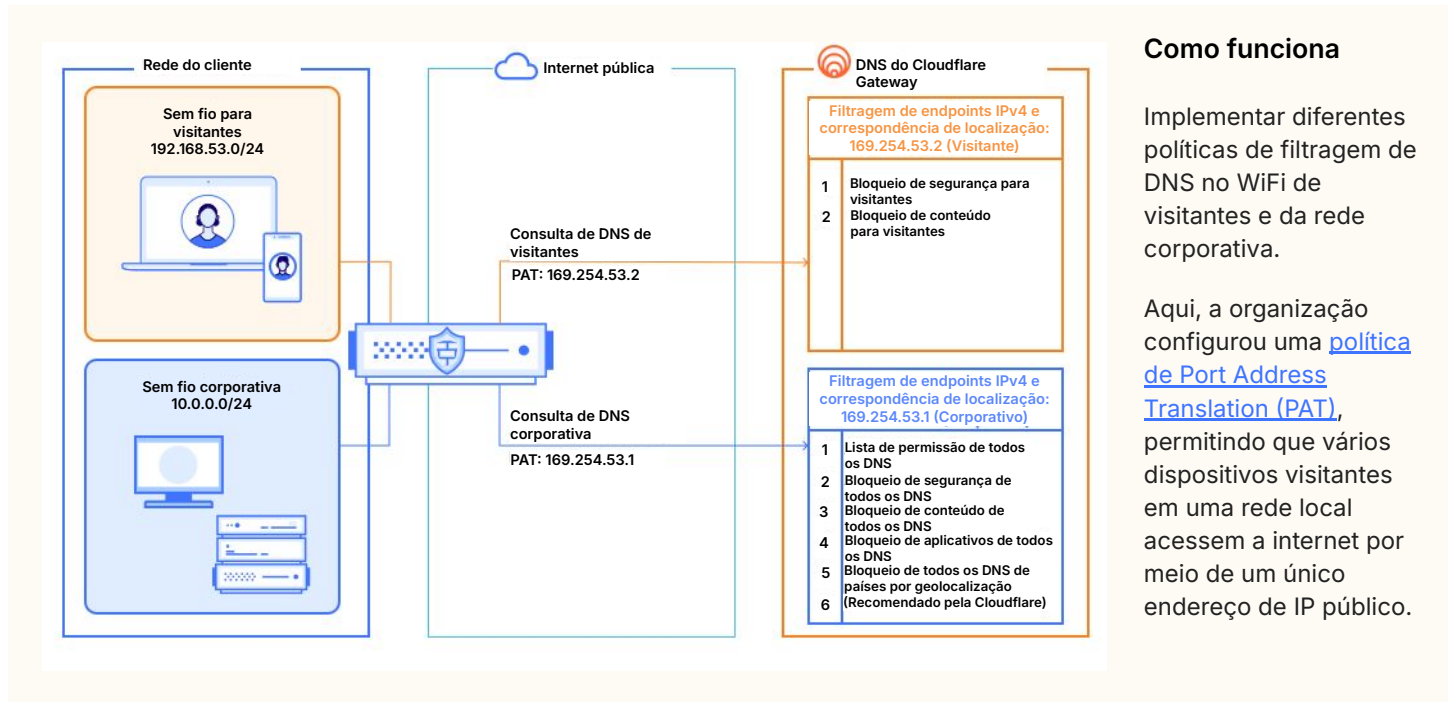 Rede do cliente
Sem fio para
visitantes
192.168.53.0/24
Sem fio corporativa
10.0.0.0/24
Internet pública
Consulta de DNS de
visitantes
PAT: 169.254.53.2
Consulta de DNS
corporativa
PAT: 169.254.53.1
DNS do Cloudflare
Gateway
Filtragem de endpoints IPv4 e
correspondência de localização:
169.254.53.2 (Visitante)
1 Bloqueio de segurança para
visitantes
2 Bloqueio de conteúdo
para visitantes
Filtragem de endpoints IPv4 e
correspondência de localização:
169.254.53.1 (Corporativo)
1 Lista de permissão de todos
os DNS
2 Bloqueio de segurança de
todos os DNS
3 Bloqueio de conteúdo de
todos os DNS
4 Bloqueio de aplicativos de todos
os DNS
5 Bloqueio de todos os DNS de
países por geolocalização
6 (Recomendado pela Cloudflare)
Como funciona
Implementar diferentes
políticas de filtragem de
DNS no WiFi de
visitantes e da rede
corporativa.
Aqui, a organização
configurou uma política
de Port Address
Translation (PAT),
permitindo que vários
dispositivos visitantes
em uma rede local
acessem a internet por
meio de um único
endereço de IP público.